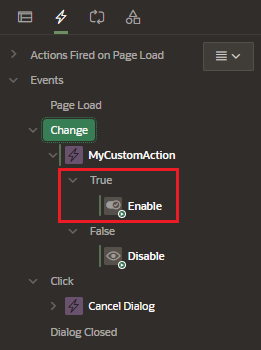 Actions Fired on Page Load
Events
Page Load
Change
MyCustomAction
True
Enable
False
Disable
Click
Cancel Dialog
Dialog Closed